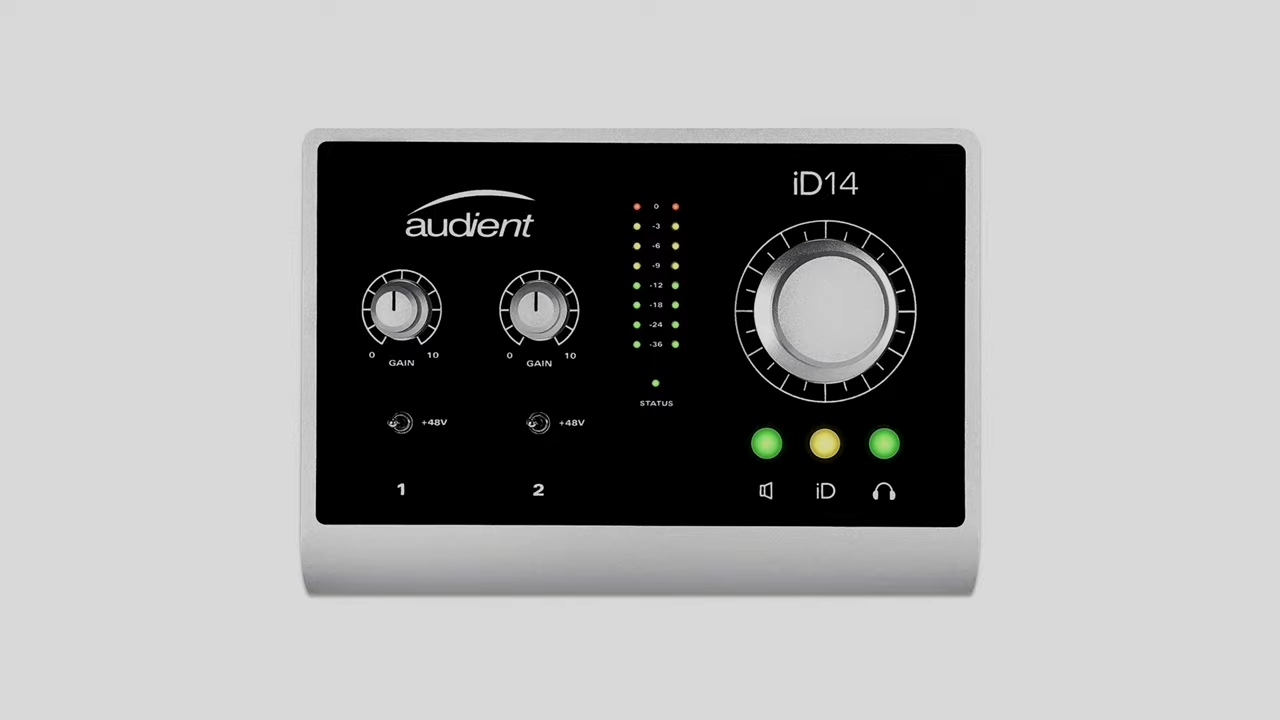 audient
iD14
0
-3
-6
-9
-12
-18
-24
-36
STATUS
0 10
GAIN
0 10
GAIN
+48V
+48V
1
2
iD